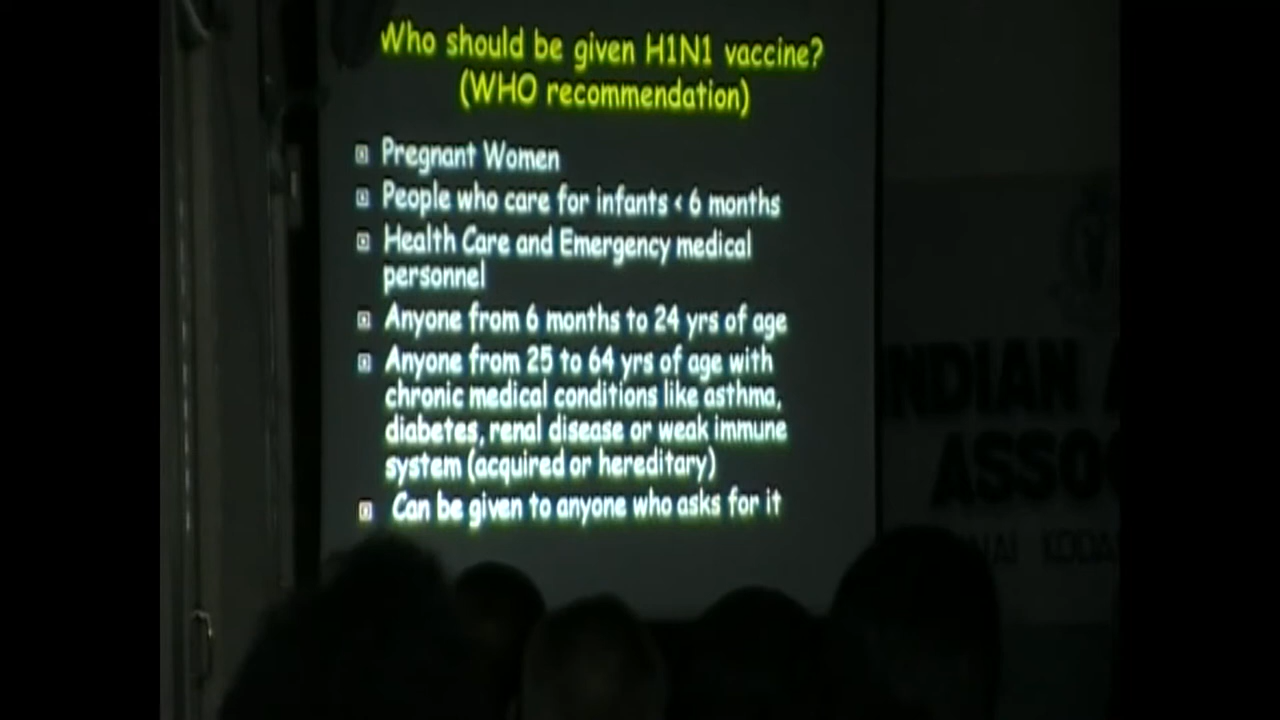 Who should be given H1N1 vaccine?
(WHO recommendation)
Pregnant Women
People who care for infants < 6 months
Health Care and Emergency medical
personnel
Anyone from 6 months to 24 yrs of age
Anyone from 25 to 64 yrs of age with
chronic medical conditions like asthma,
diabetes, renal disease or weak immune
system (acquired or hereditary)
Can be given to anyone who asks for it
NDIAN A
ASSO
NAI KODA